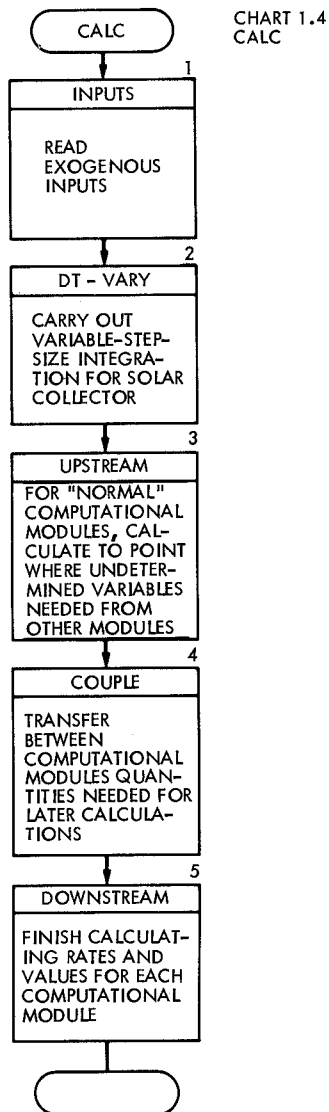 CHART 1.4
CALC
CALC
1
INPUTS
READ
EXOGENOUS
INPUTS
2
DT - VARY
CARRY OUT
VARIABLE-STEP-
SIZE INTEGRA-
TION FOR SOLAR
COLLECTOR
3
UPSTREAM
FOR "NORMAL"
COMPUTATIONAL
MODULES, CAL-
CULATE TO POINT
WHERE UNDETER-
MINED VARIABLES
NEEDED FROM
OTHER MODULES
4
COUPLE
TRANSFER
BETWEEN
COMPUTATIONAL
MODULES QUAN-
TITIES NEEDED FOR
LATER CALCULA-
TIONS
5
DOWNSTREAM
FINISH CALCULAT-
ING RATES AND
VALUES FOR EACH
COMPUTATIONAL
MODULE